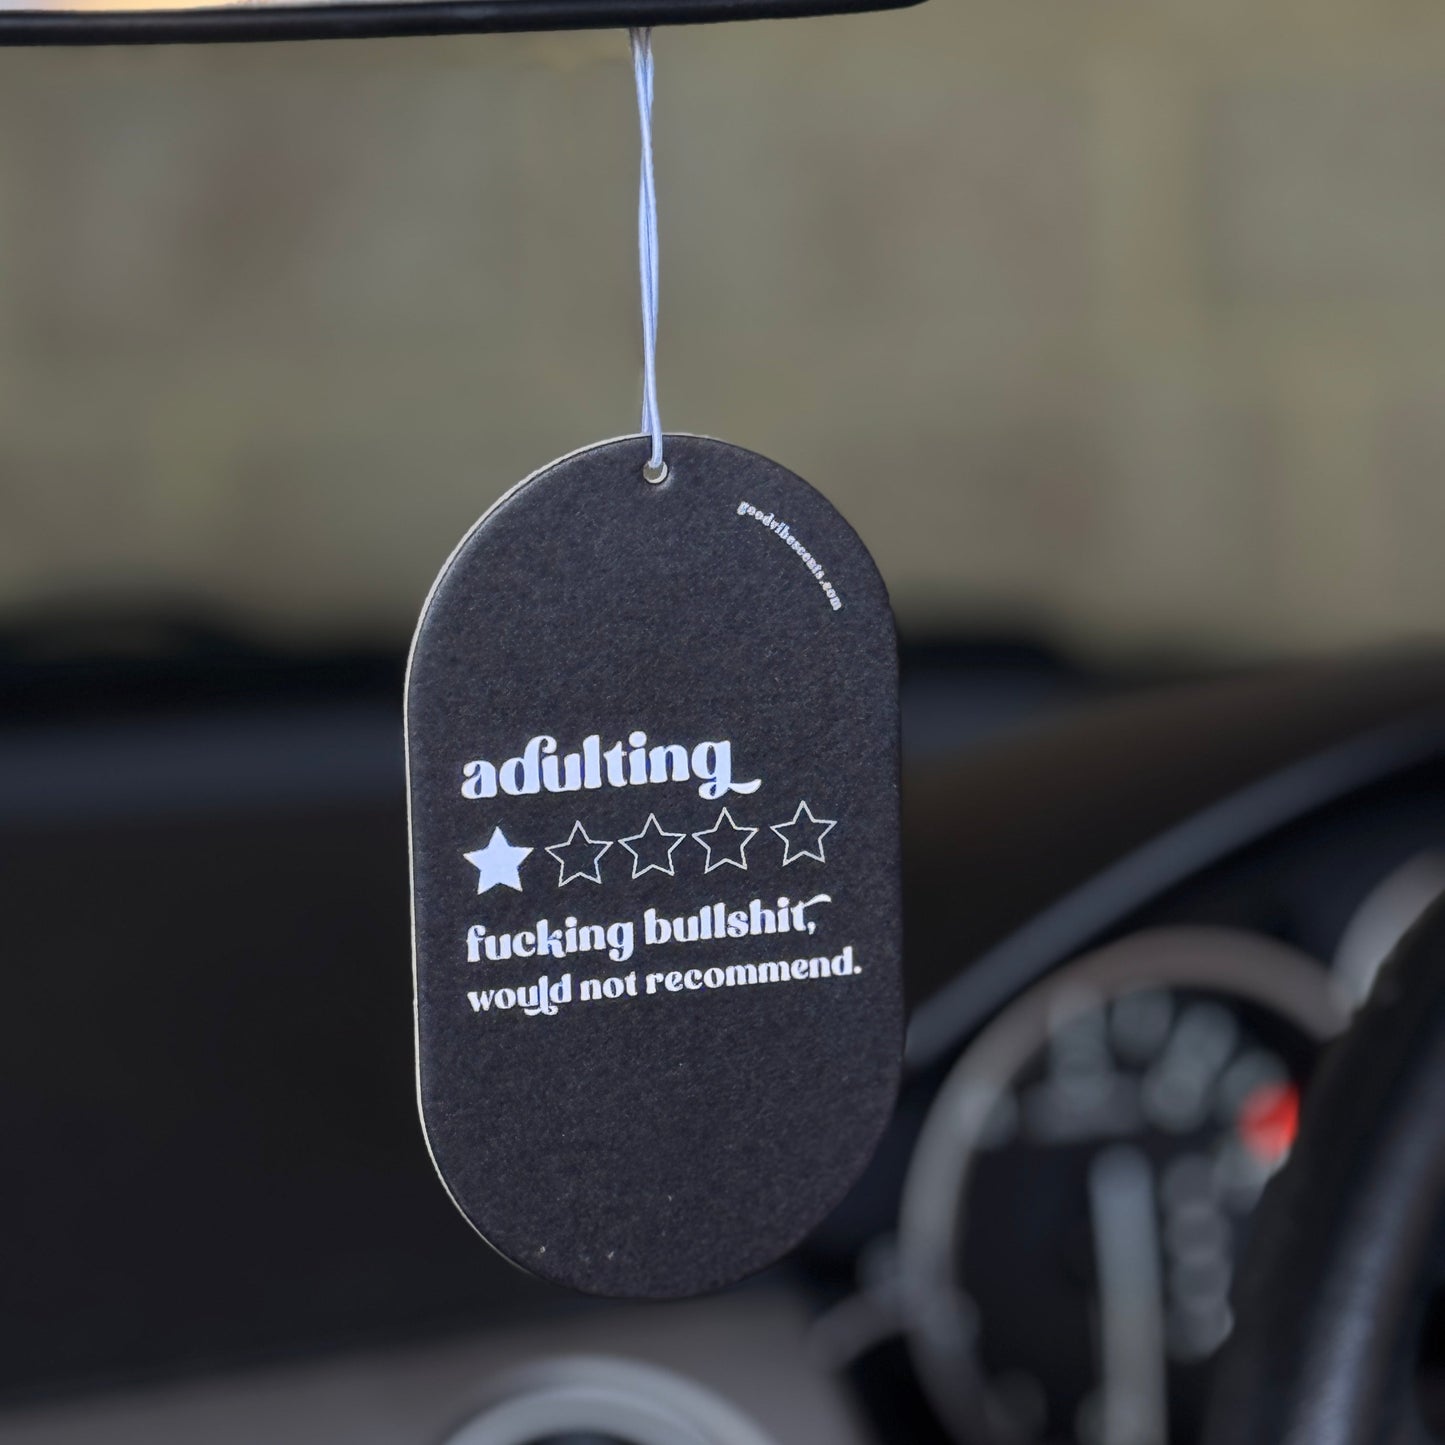 goodvibescents.com
adulting
fucking bullshit,
would not recommend.